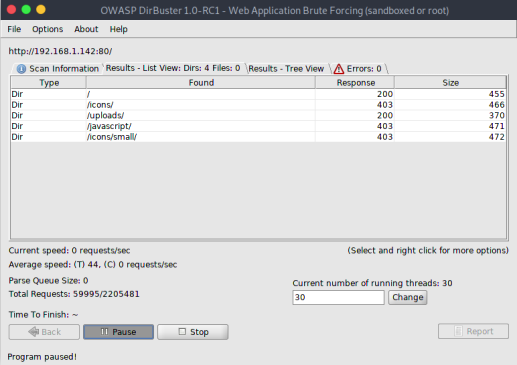 OWASP DirBuster 1.0-RC1 - Web Application Brute Forcing (sandboxed or root)
File Options About Help
http://192.168.1.142:80/
Scan Information Results - List View: Dirs: 4 Files: 0 Results - Tree View Errors: 0
Type Found Response Size
Dir / 200 455
Dir /icons/ 403 466
Dir /uploads/ 200 370
Dir /javascript/ 403 471
Dir /icons/small/ 403 472
Current speed: 0 requests/sec (Select and right click for more options)
Average speed: (T) 44, (C) 0 requests/sec
Parse Queue Size: 0 Current number of running threads: 30
Total Requests: 59995/2205481 30 Change
Time To Finish: ~
Back Pause Stop Report
Program paused!